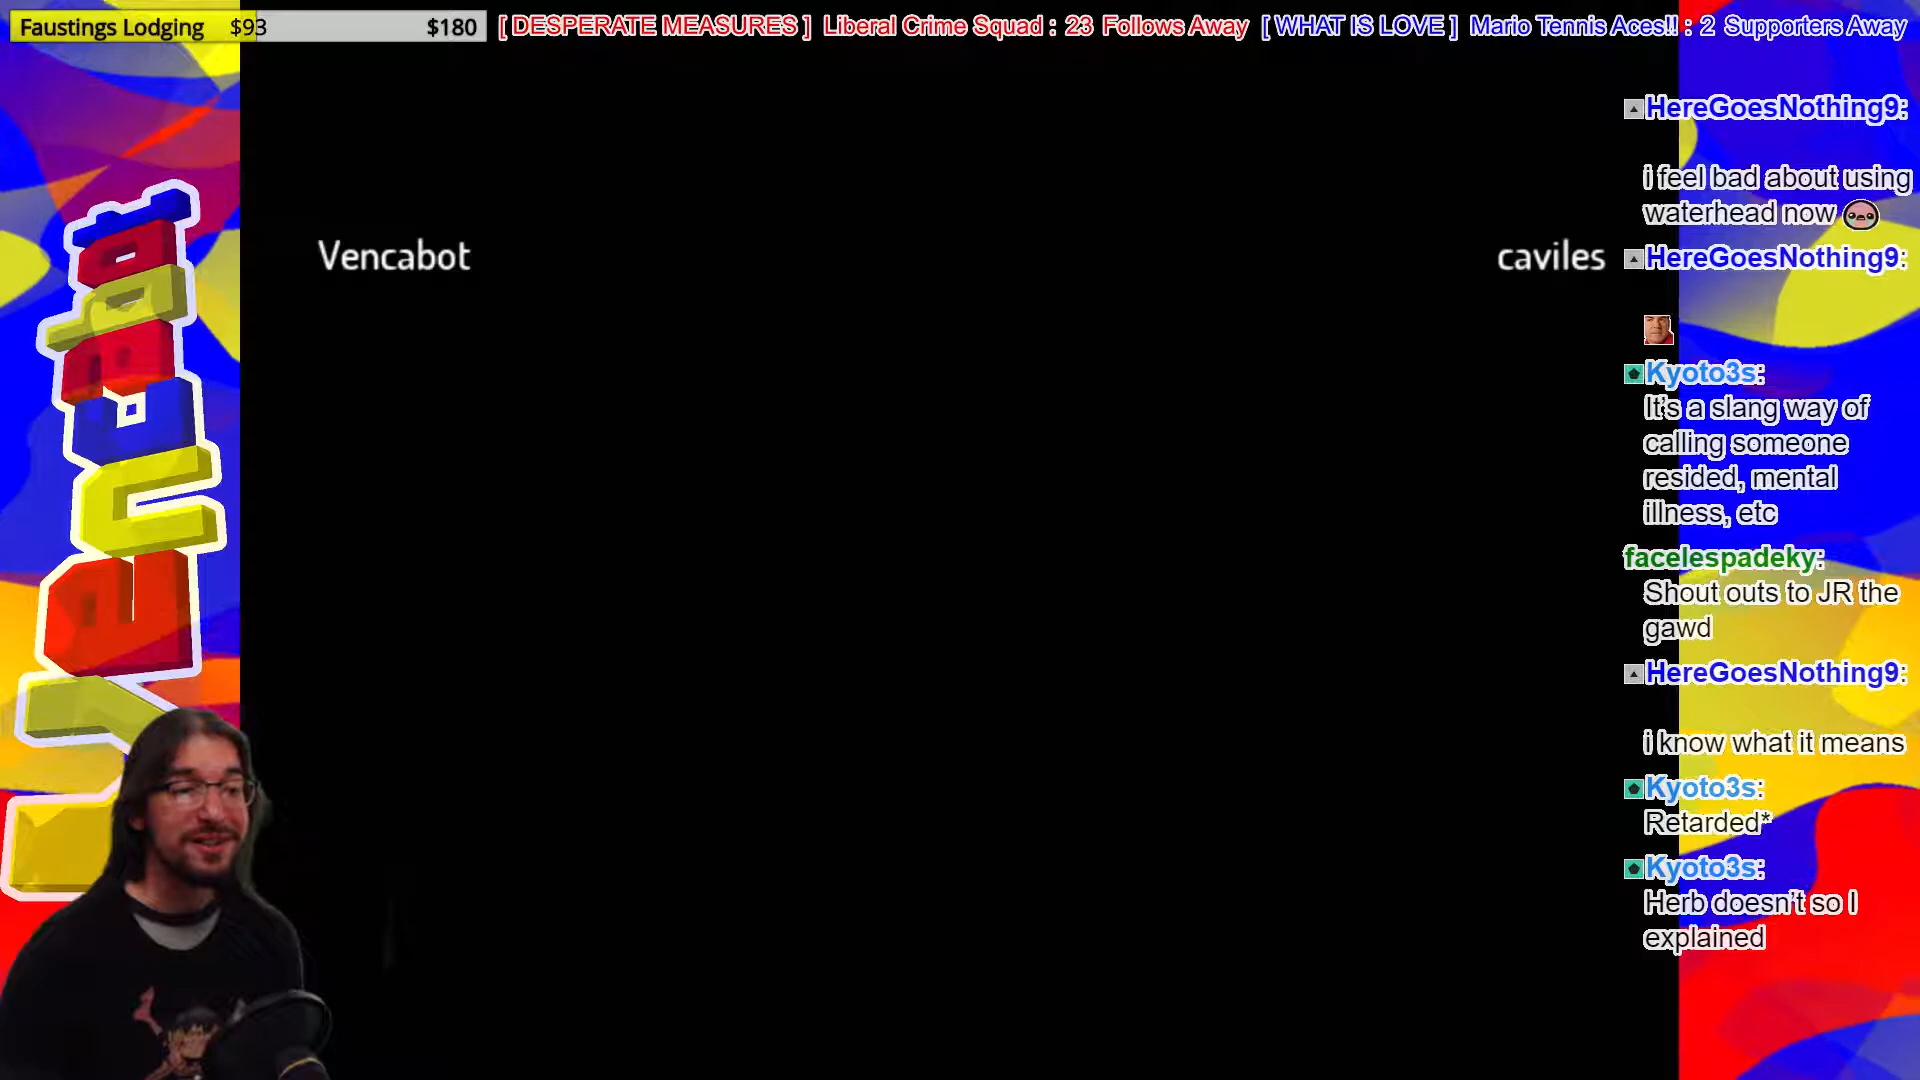 Faustings Lodging $93 $180 [ DESPERATE MEASURES ] Liberal Crime Squad : 23 Follows Away [ WHAT IS LOVE ] Mario Tennis Aces!! : 2 Supporters Away
HereGoesNothing9:
i feel bad about using
waterhead now
Vencabot
caviles
HereGoesNothing9:
Kyoto3s:
It's a slang way of
calling someone
resided, mental
illness, etc
facelespadeky:
Shout outs to JR the
gawd
HereGoesNothing9:
i know what it means
Kyoto3s:
Retarded*
Kyoto3s:
Herb doesn't so I
explained